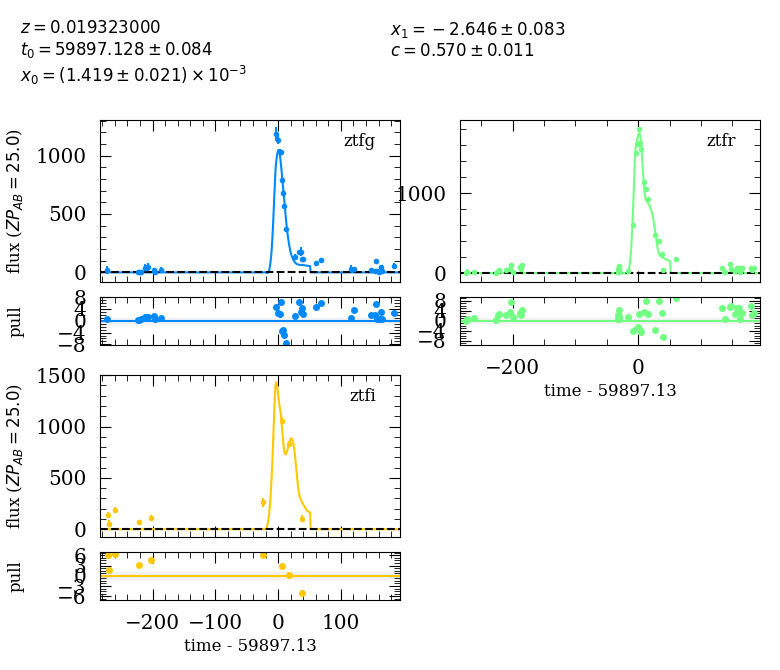 z = 0.019323000
t₀ = 59897.128 ± 0.084
x₀ = (1.419 ± 0.021) × 10⁻³
x₁ = −2.646 ± 0.083
c = 0.570 ± 0.011
flux (ZP_AB = 25.0)
ztfg
1000
500
0
ztfr
1000
0
pull
8
4
0
−4
−8
8
4
0
−4
−8
−200
0
time - 59897.13
flux (ZP_AB = 25.0)
ztfi
1500
1000
500
0
pull
6
3
0
−3
−6
−200 −100 0 100
time - 59897.13